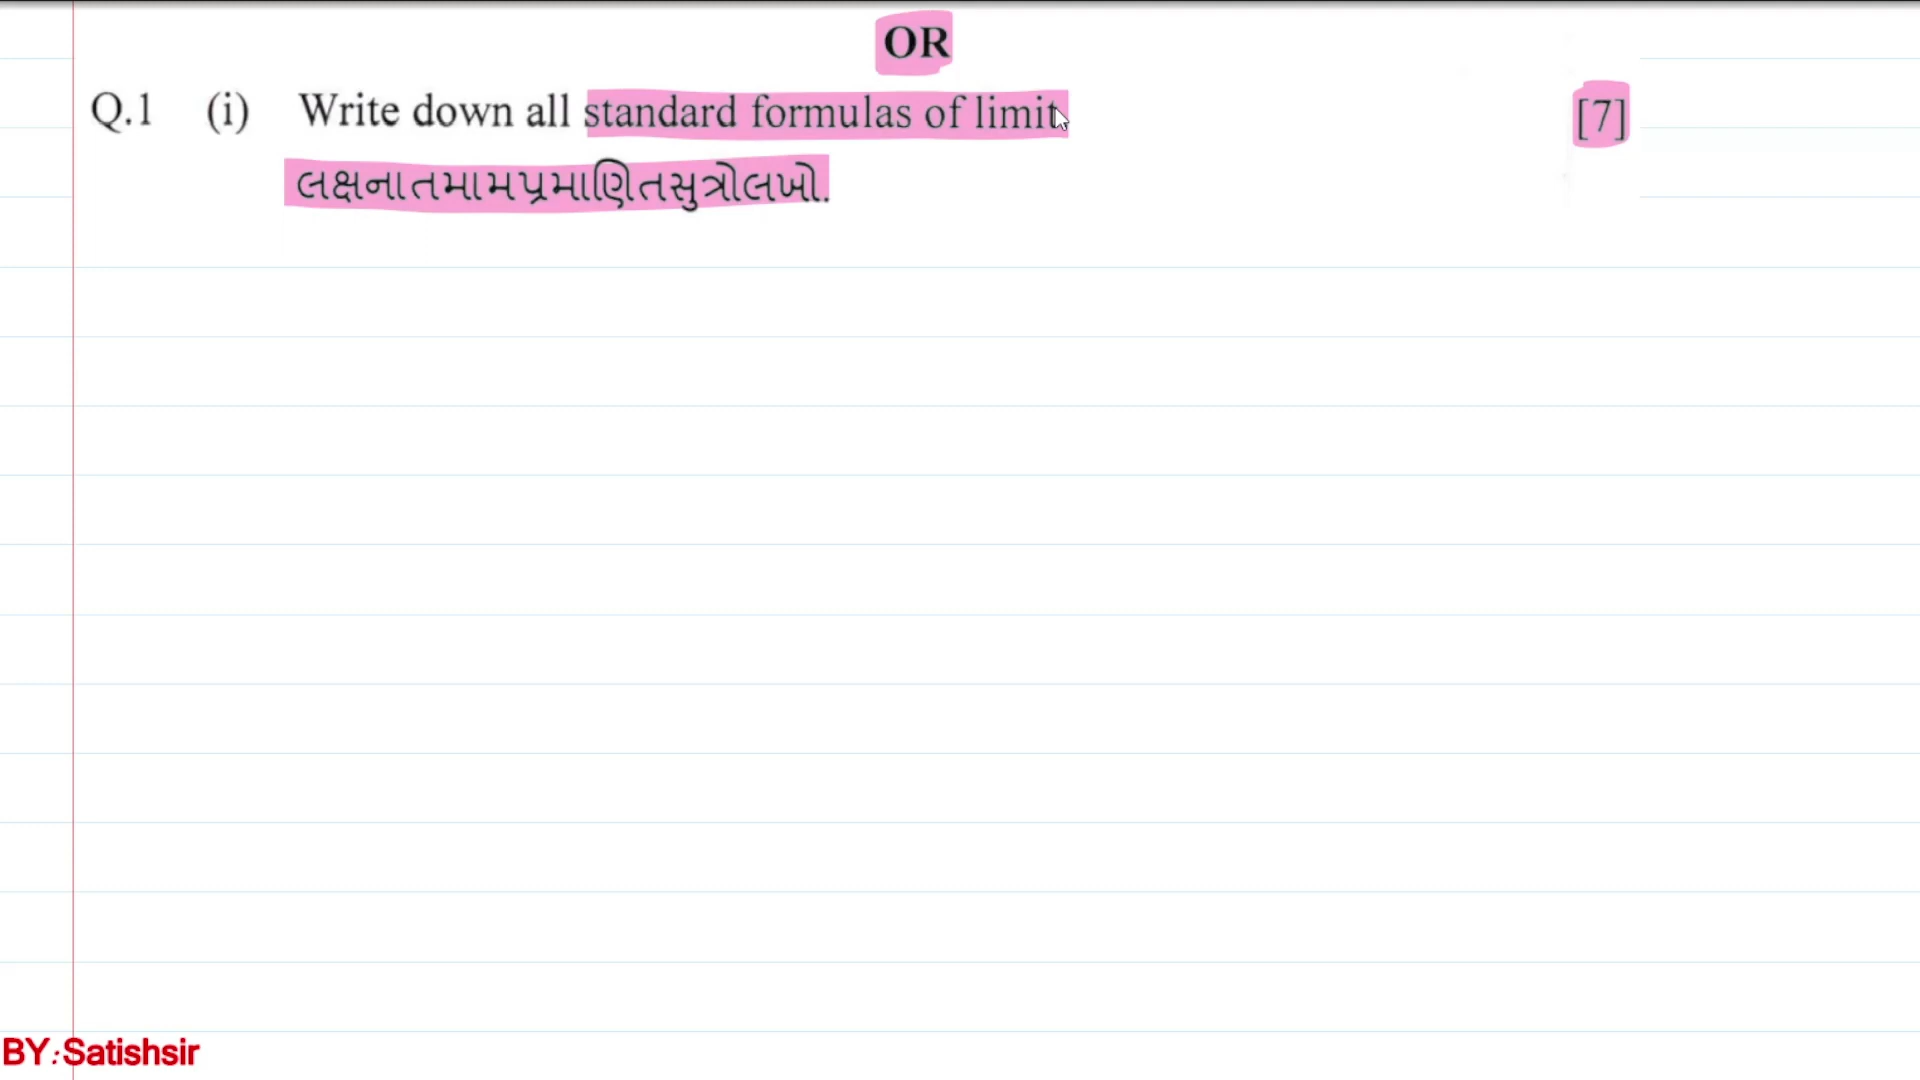 OR
Q.1 (i) Write down all standard formulas of limit. [7]
લક્ષનાતમામપ્રમાણિતસુત્રોલખો.
BY:Satishsir